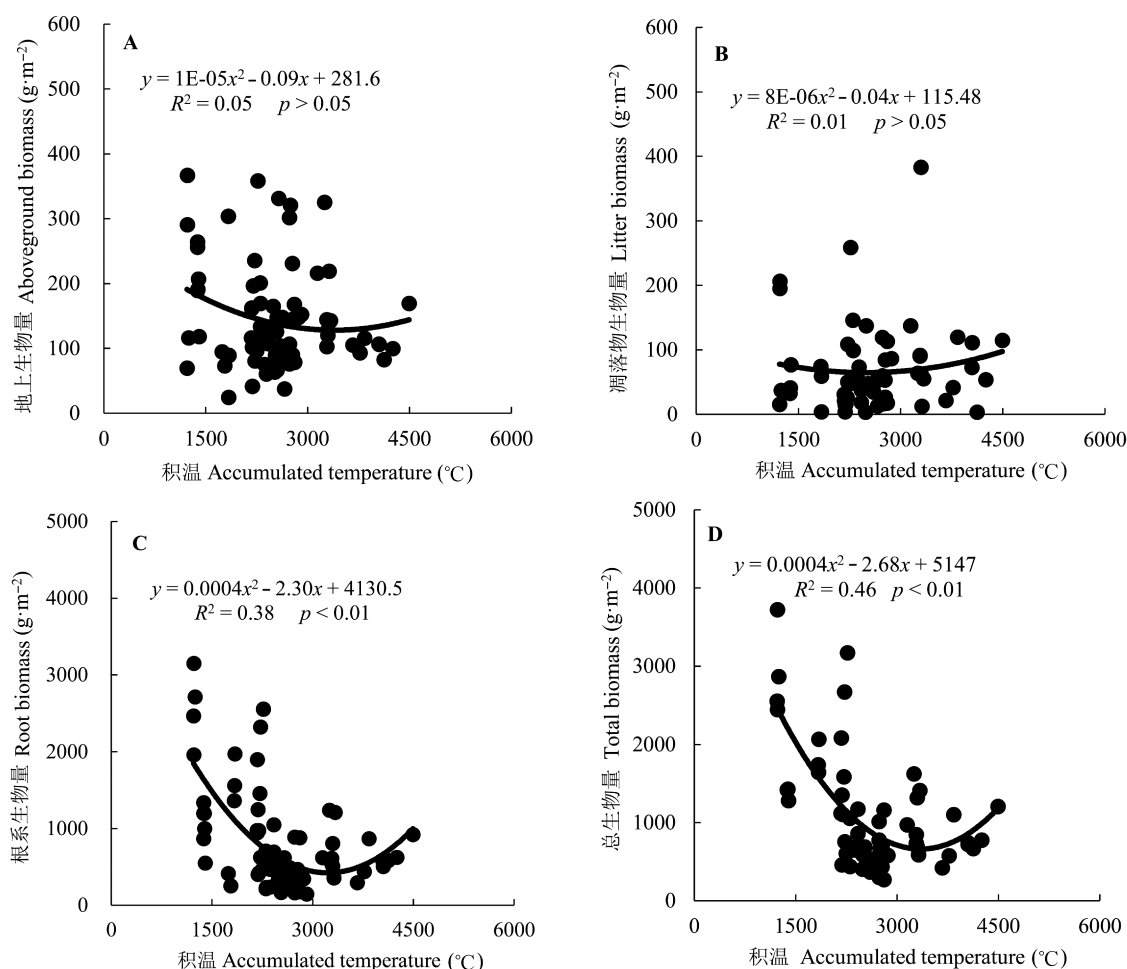 A
y = 1E-05x² - 0.09x + 281.6
R² = 0.05 p > 0.05
地上生物量 Aboveground biomass (g·m⁻²)
600
500
400
300
200
100
0
0 1500 3000 4500 6000
积温 Accumulated temperature (℃)
B
y = 8E-06x² - 0.04x + 115.48
R² = 0.01 p > 0.05
凋落物生物量 Litter biomass (g·m⁻²)
600
500
400
300
200
100
0
0 1500 3000 4500 6000
积温 Accumulated temperature (℃)
C
y = 0.0004x² - 2.30x + 4130.5
R² = 0.38 p < 0.01
根系生物量 Root biomass (g·m⁻²)
5000
4000
3000
2000
1000
0
0 1500 3000 4500 6000
积温 Accumulated temperature (℃)
D
y = 0.0004x² - 2.68x + 5147
R² = 0.46 p < 0.01
总生物量 Total biomass (g·m⁻²)
5000
4000
3000
2000
1000
0
0 1500 3000 4500 6000
积温 Accumulated temperature (℃)